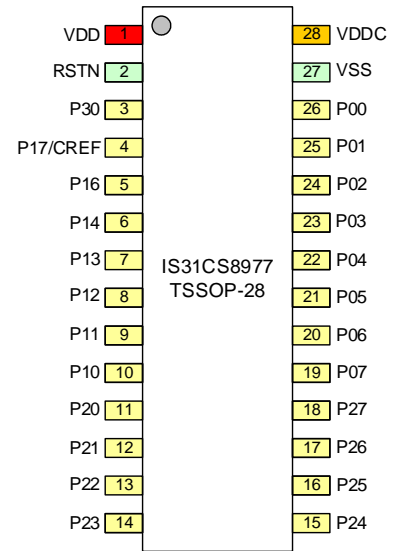 VDD 1 28 VDDC
RSTN 2 27 VSS
P30 3 26 P00
P17/CREF 4 25 P01
P16 5 24 P02
P14 6 23 P03
P13 7 22 P04
IS31CS8977
TSSOP-28
P12 8 21 P05
P11 9 20 P06
P10 10 19 P07
P20 11 18 P27
P21 12 17 P26
P22 13 16 P25
P23 14 15 P24